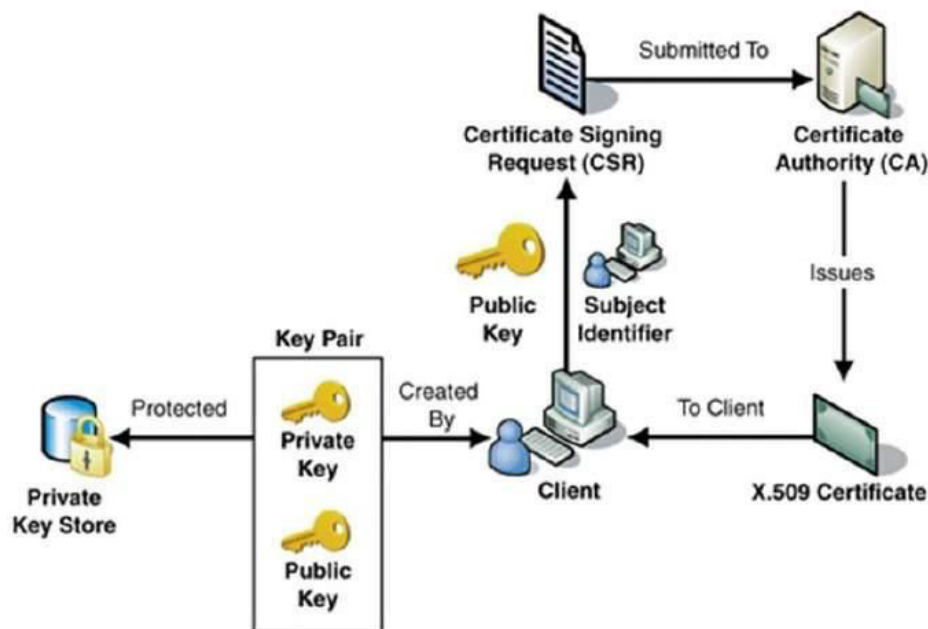 Submitted To
Certificate Signing
Request (CSR)
Certificate
Authority (CA)
Public
Key
Subject
Identifier
Issues
Key Pair
Protected
Private
Key
Created
By
To Client
Private
Key Store
Client
X.509 Certificate
Public
Key